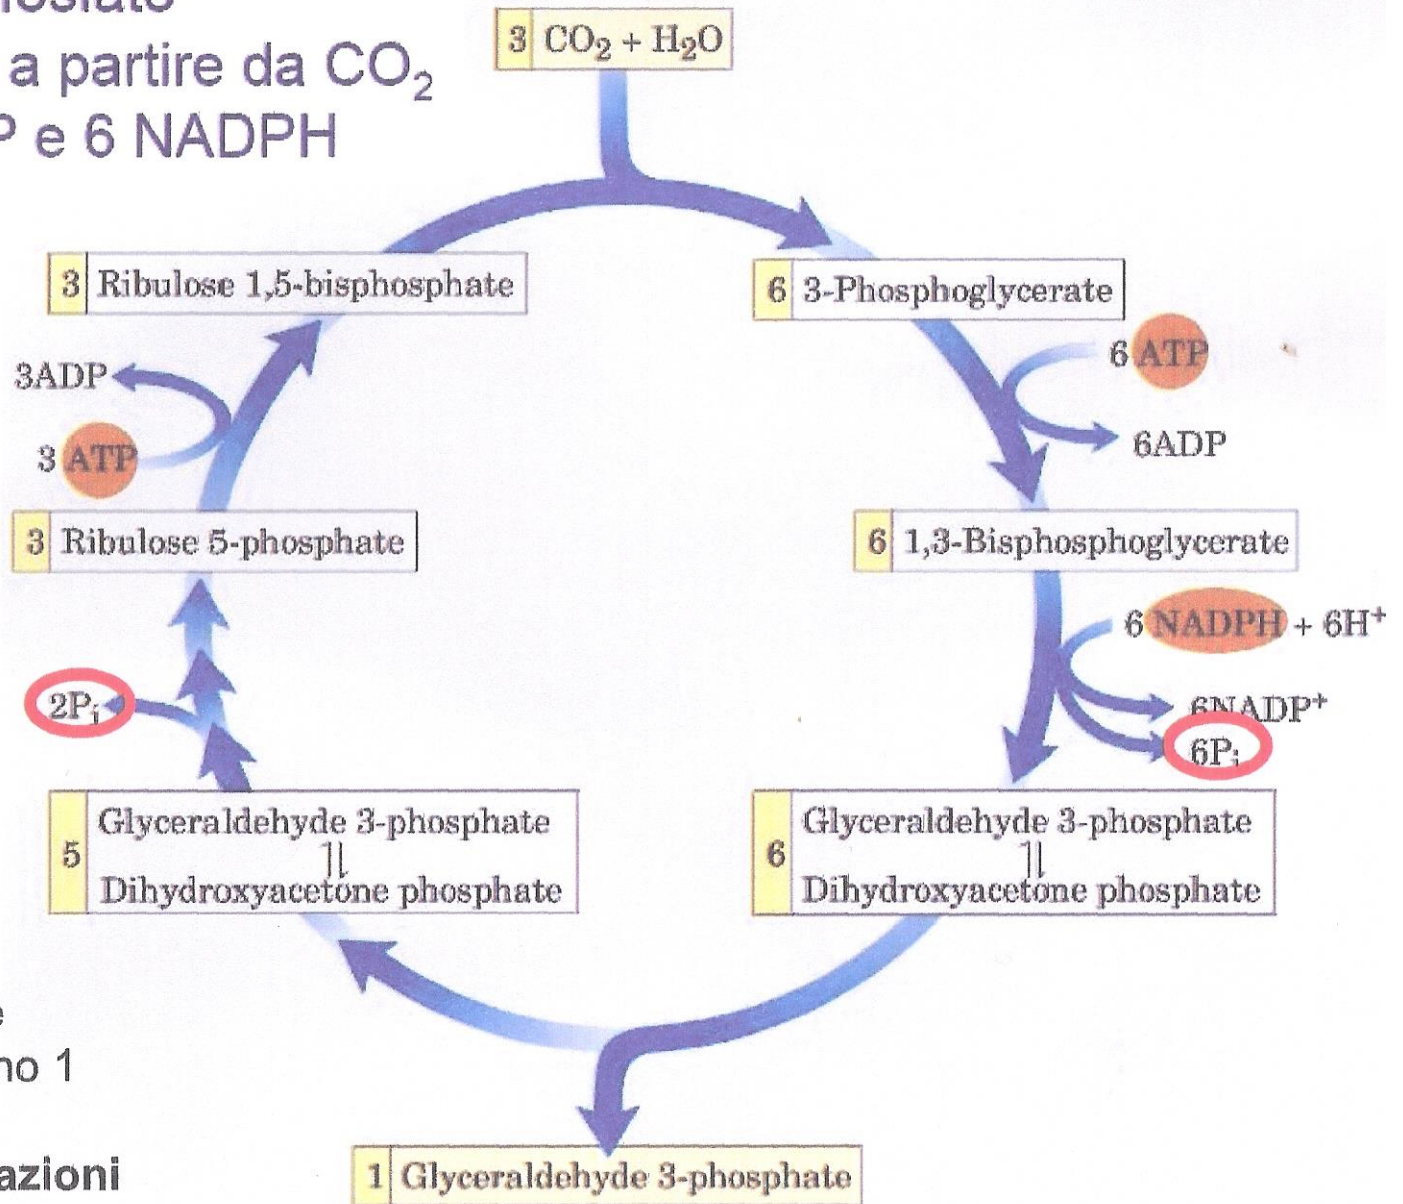 a partire da CO₂
P e 6 NADPH
3 CO₂ + H₂O
3 Ribulose 1,5-bisphosphate
6 3-Phosphoglycerate
6 ATP
6ADP
3ADP
3 ATP
3 Ribulose 5-phosphate
6 1,3-Bisphosphoglycerate
6 NADPH + 6H⁺
6NADP⁺
6Pᵢ
2Pᵢ
5 Glyceraldehyde 3-phosphate
⇌
Dihydroxyacetone phosphate
6 Glyceraldehyde 3-phosphate
⇌
Dihydroxyacetone phosphate
1 Glyceraldehyde 3-phosphate
e
no 1
azioni